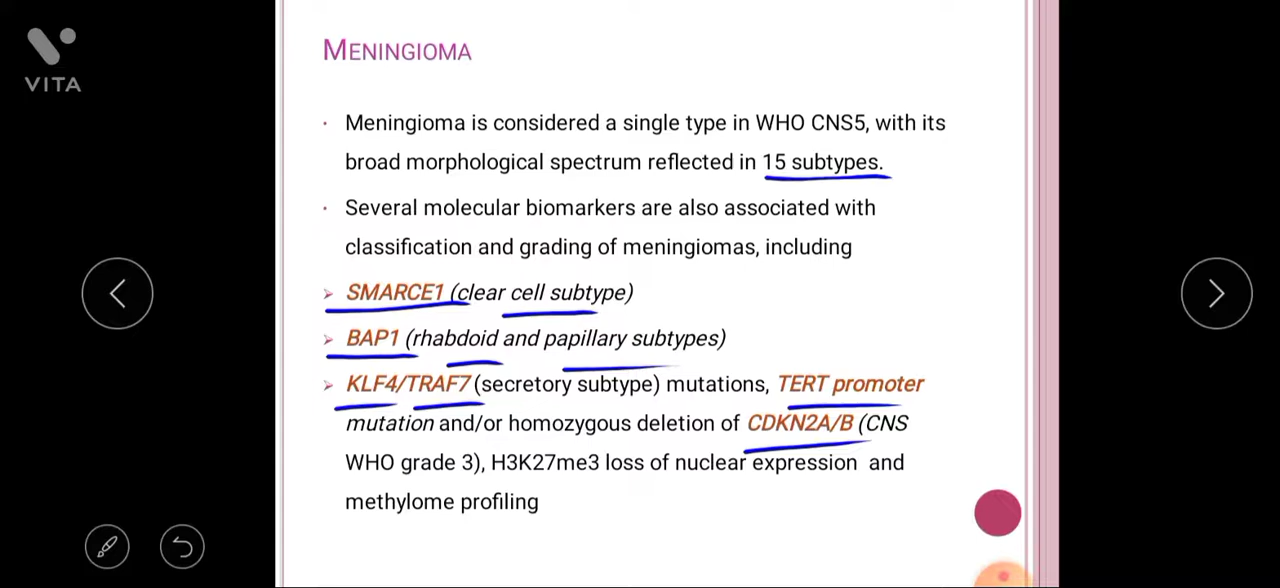 VITA
MENINGIOMA
· Meningioma is considered a single type in WHO CNS5, with its
broad morphological spectrum reflected in 15 subtypes.
· Several molecular biomarkers are also associated with
classification and grading of meningiomas, including
➢ SMARCE1 (clear cell subtype)
➢ BAP1 (rhabdoid and papillary subtypes)
➢ KLF4/TRAF7 (secretory subtype) mutations, TERT promoter
mutation and/or homozygous deletion of CDKN2A/B (CNS
WHO grade 3), H3K27me3 loss of nuclear expression and
methylome profiling